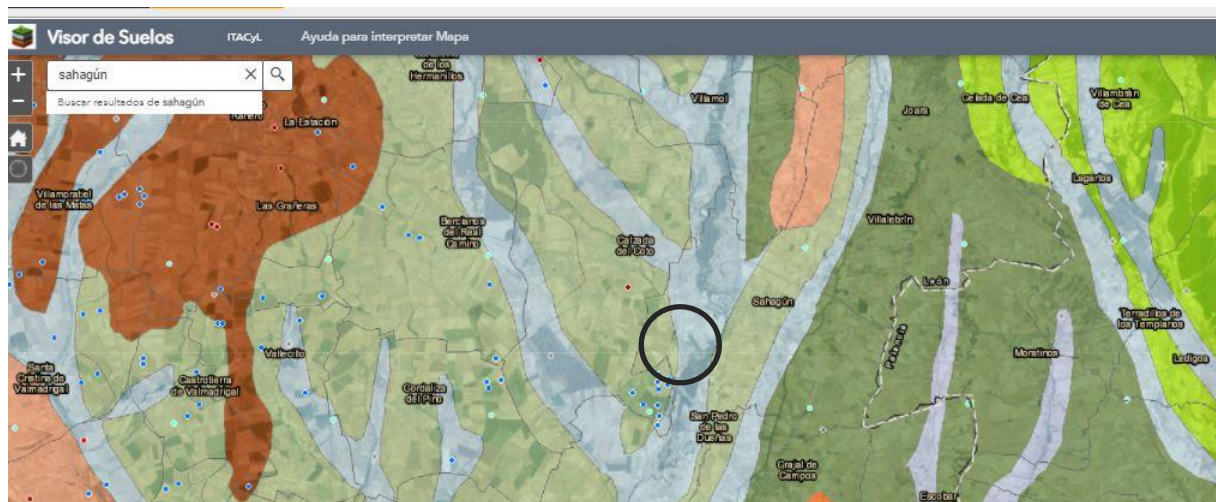 Visor de Suelos
ITACyL
Ayuda para interpretar Mapa
+
sahagún
Buscar resultados de sahagún
−
de los
Hermanillos
Villamol
Joara
Celada de Cea
Villambrán
de Cea
Ranero
La Estación
Lagartos
Villamoratiel
de las Matas
Las Grañeras
Bercianos
del Real
Camino
Calzada
del Coto
Villalebrín
León
Sahagún
Palencia
Terradillos de
los Templarios
Vallecillo
Moratinos
Ledigos
Santa
Cristina de
Valmadrigal
Castrotierra
de Valmadrigal
Gordaliza
del Pino
San Pedro
de las
Dueñas
Grajal de
Campos
Escobar